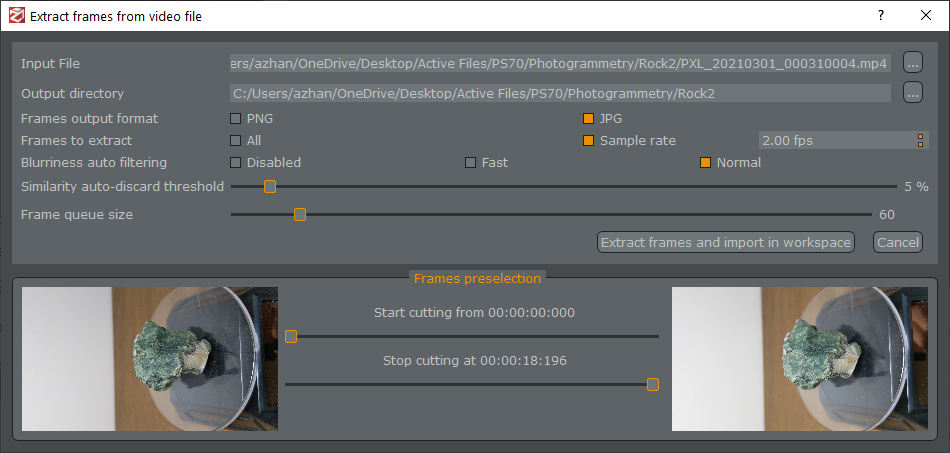 Extract frames from video file ?
Input File ers/azhan/OneDrive/Desktop/Active Files/PS70/Photogrammetry/Rock2/PXL_20210301_000310004.mp4 ...
Output directory C:/Users/azhan/OneDrive/Desktop/Active Files/PS70/Photogrammetry/Rock2 ...
Frames output format PNG JPG
Frames to extract All Sample rate 2.00 fps
Blurriness auto filtering Disabled Fast Normal
Similarity auto-discard threshold 5 %
Frame queue size 60
Extract frames and import in workspace Cancel
Frames preselection
Start cutting from 00:00:00:000
Stop cutting at 00:00:18:196